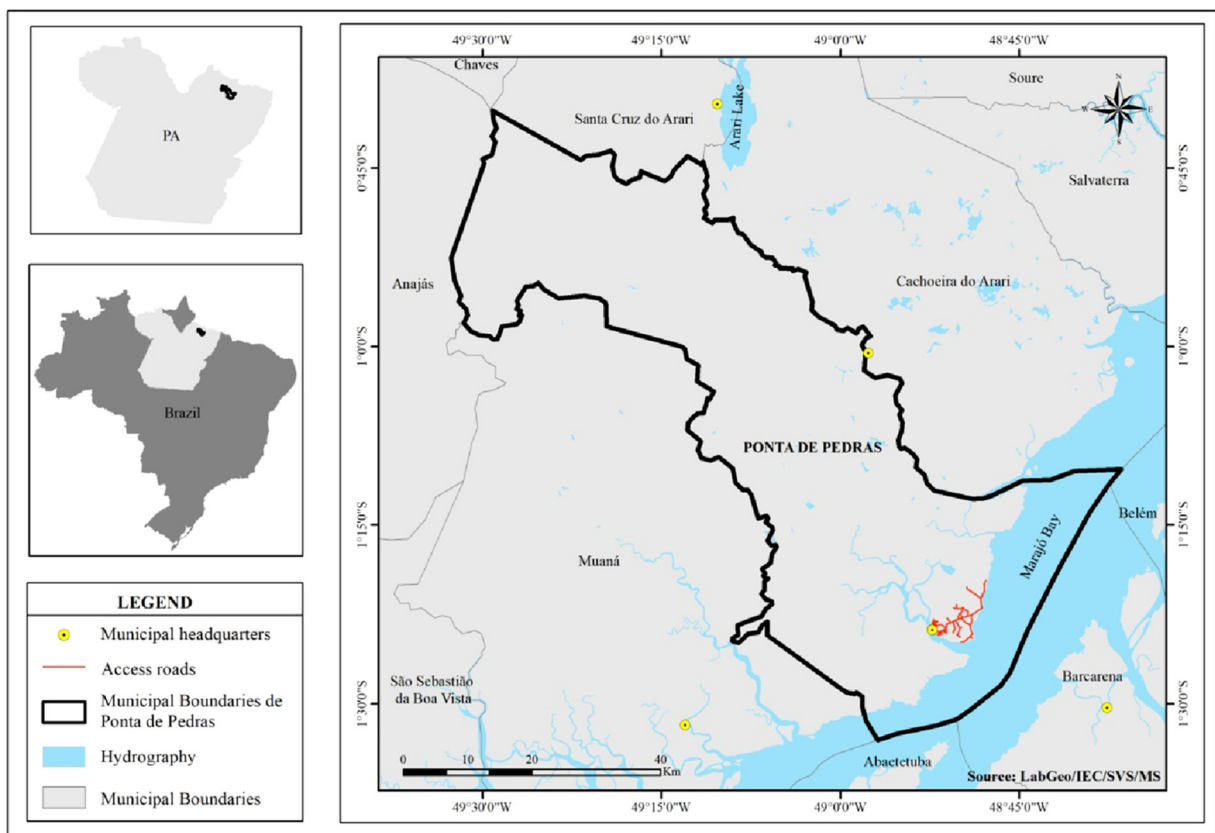 PA
Brazil
LEGEND
Municipal headquarters
Access roads
Municipal Boundaries de
Ponta de Pedras
Hydrography
Municipal Boundaries
49°30'0"W
49°15'0"W
49°0'0"W
48°45'0"W
Chaves
Soure
N
W
E
S
Santa Cruz do Arari
Arari Lake
Salvaterra
0°45'0"S
0°45'0"S
Anajás
Cachoeira do Arari
1°0'0"S
1°0'0"S
PONTA DE PEDRAS
Belém
1°15'0"S
1°15'0"S
Marajó Bay
Muaná
São Sebastião
da Boa Vista
Barcarena
1°30'0"S
1°30'0"S
Abaetetuba
0 10 20 40
Km
Souree: LabGeo/IEC/SVS/MS
49°30'0"W
49°15'0"W
49°0'0"W
48°45'0"W